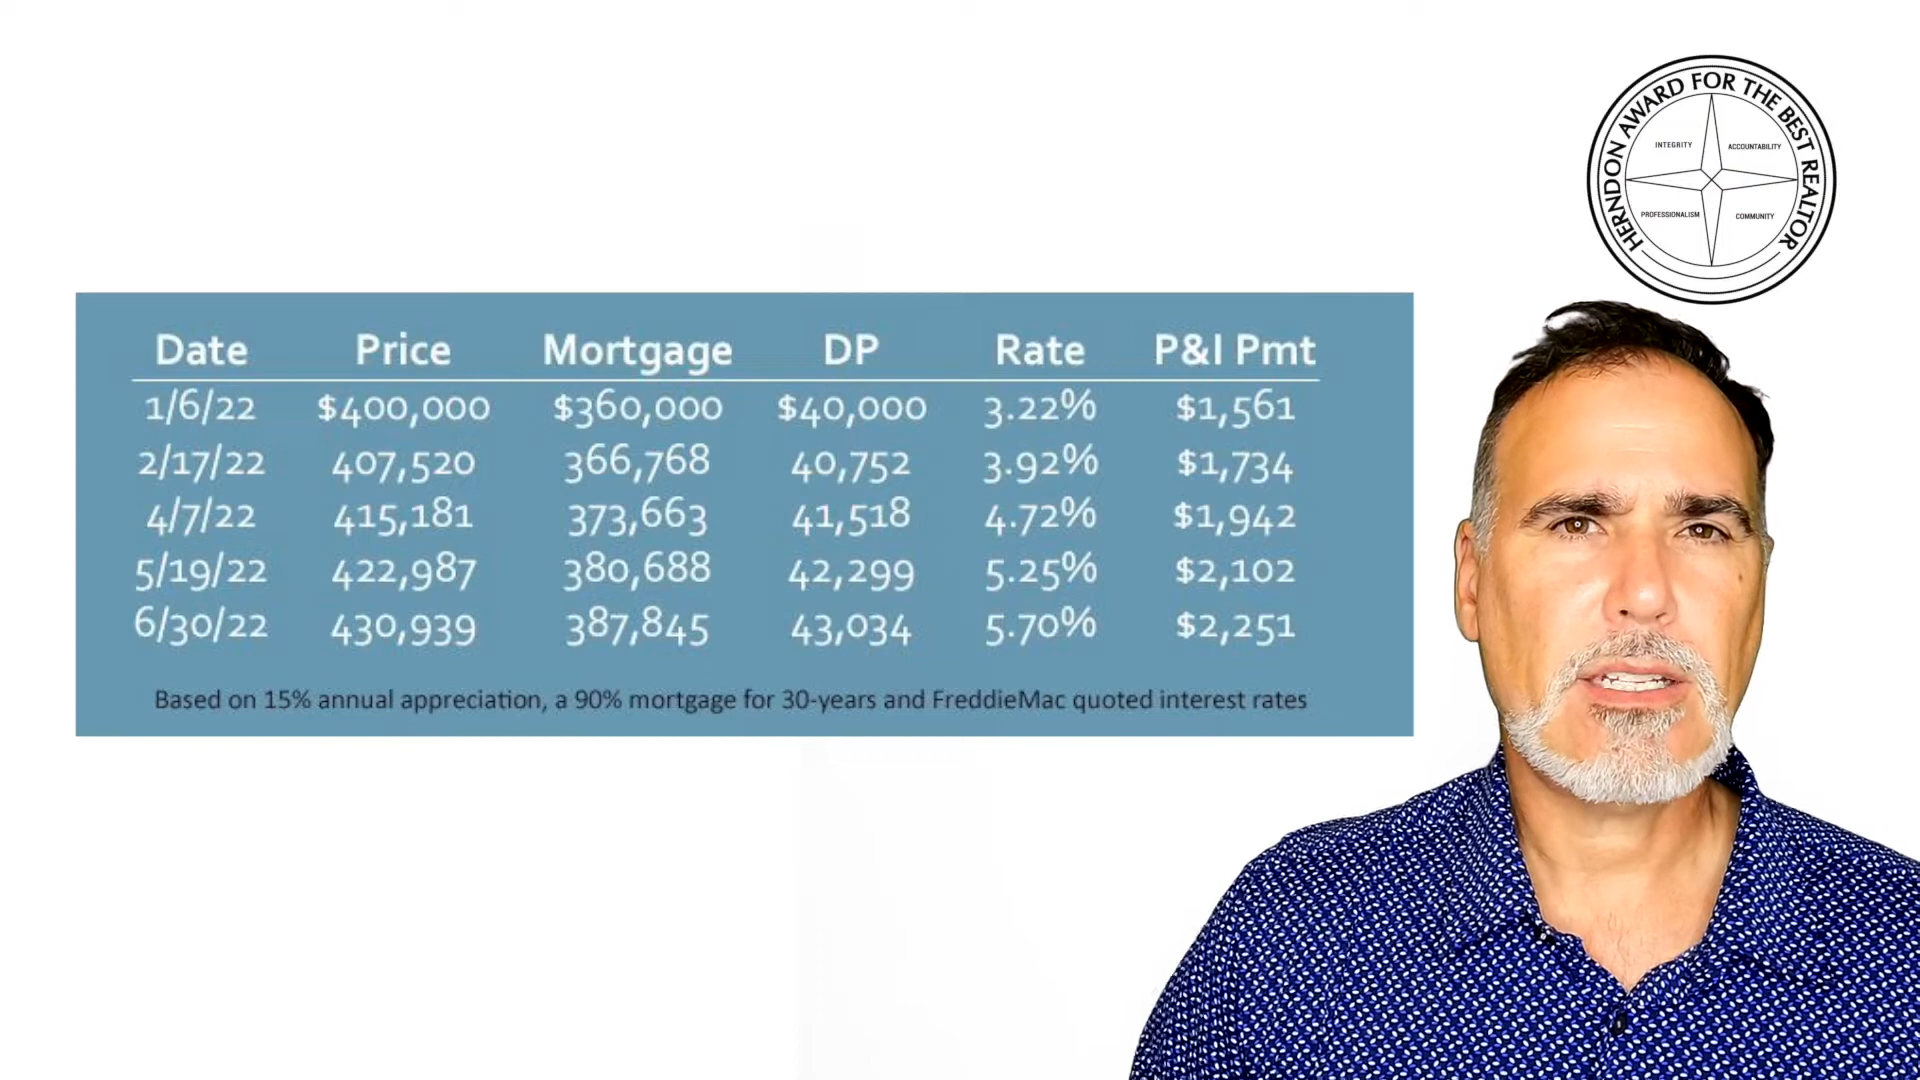 HERNDON AWARD FOR THE BEST REALTOR
INTEGRITY
ACCOUNTABILITY
PROFESSIONALISM
COMMUNITY
Date Price Mortgage DP Rate P&I Pmt
1/6/22 $400,000 $360,000 $40,000 3.22% $1,561
2/17/22 407,520 366,768 40,752 3.92% $1,734
4/7/22 415,181 373,663 41,518 4.72% $1,942
5/19/22 422,987 380,688 42,299 5.25% $2,102
6/30/22 430,939 387,845 43,034 5.70% $2,251
Based on 15% annual appreciation, a 90% mortgage for 30-years and FreddieMac quoted interest rates